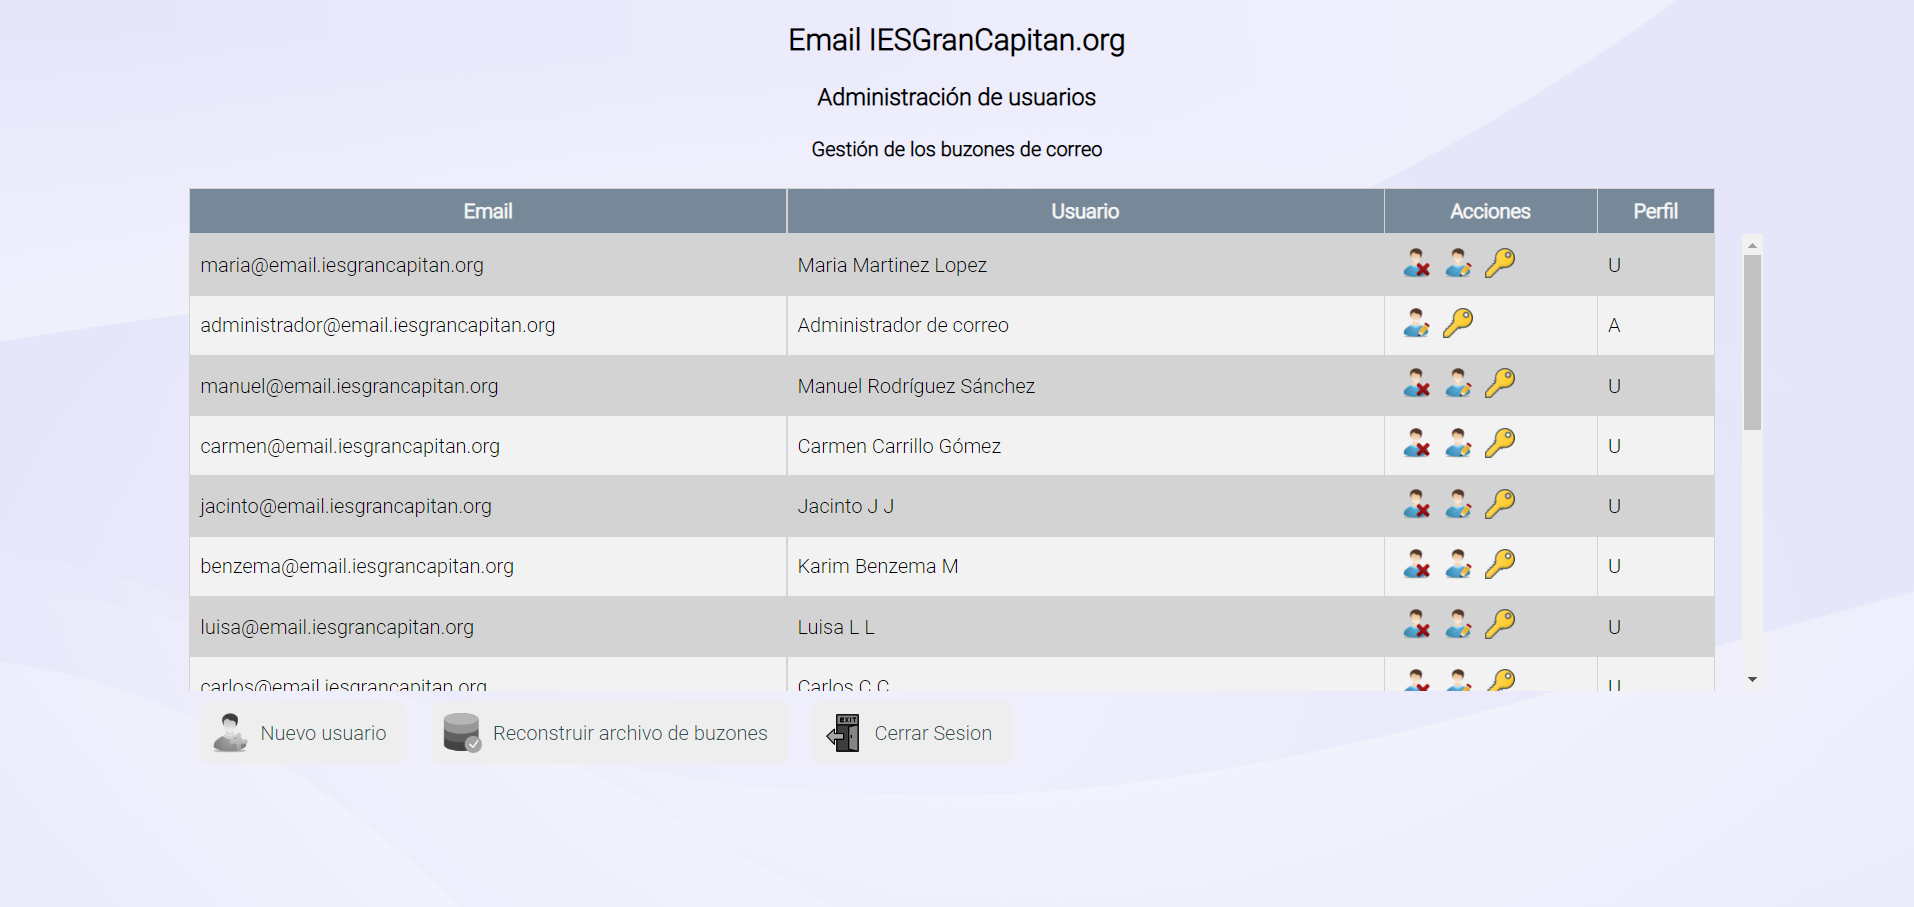 Email IESGranCapitan.org
Administración de usuarios
Gestión de los buzones de correo
Email Usuario Acciones Perfil
maria@email.iesgrancapitan.org Maria Martinez Lopez U
administrador@email.iesgrancapitan.org Administrador de correo A
manuel@email.iesgrancapitan.org Manuel Rodríguez Sánchez U
carmen@email.iesgrancapitan.org Carmen Carrillo Gómez U
jacinto@email.iesgrancapitan.org Jacinto J J U
benzema@email.iesgrancapitan.org Karim Benzema M U
luisa@email.iesgrancapitan.org Luisa L L U
carlos@email.iesgrancapitan.org Carlos C C U
Nuevo usuario Reconstruir archivo de buzones EXIT Cerrar Sesion